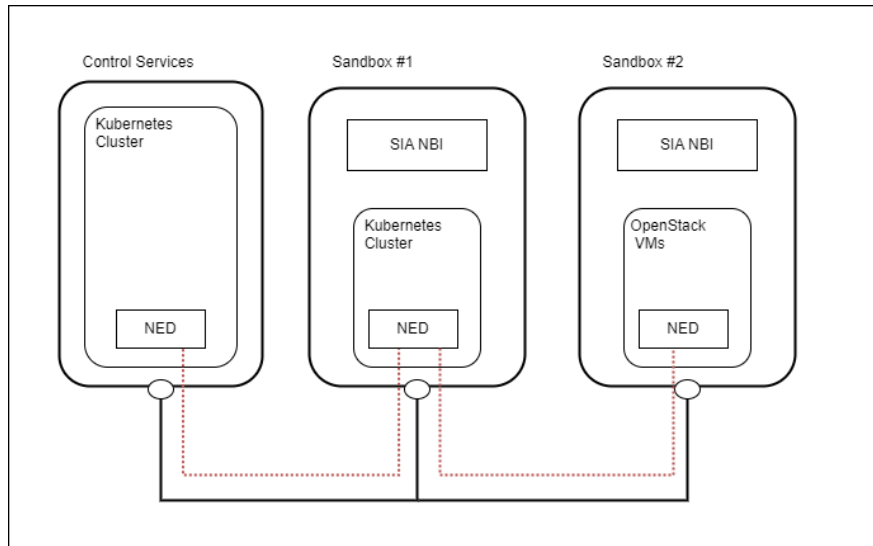 Control Services
Sandbox #1
Sandbox #2
Kubernetes
Cluster
NED
SIA NBI
Kubernetes
Cluster
NED
SIA NBI
OpenStack
VMs
NED